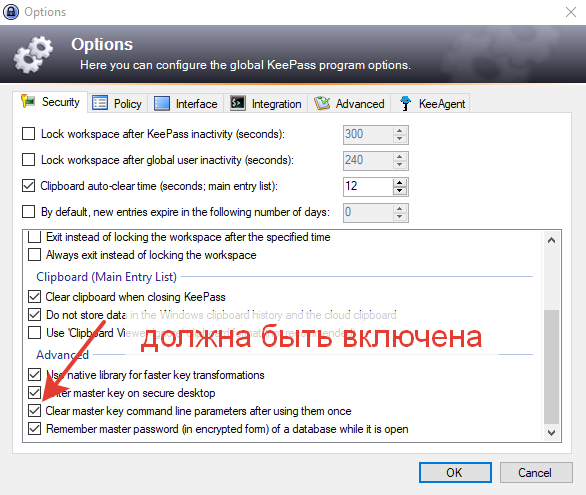 Options
Options
Here you can configure the global KeePass program options.
Security Policy Interface Integration Advanced KeeAgent
Lock workspace after KeePass inactivity (seconds): 300
Lock workspace after global user inactivity (seconds): 240
Clipboard auto-clear time (seconds; main entry list): 12
By default, new entries expire in the following number of days: 0
Exit instead of locking the workspace after the specified time
Always exit instead of locking the workspace
Clipboard (Main Entry List)
Clear clipboard when closing KeePass
Do not store data in the Windows clipboard history and the cloud clipboard
Use 'Clipboard Viewer
должна быть включена
Advanced
Use native library for faster key transformations
Enter master key on secure desktop
Clear master key command line parameters after using them once
Remember master password (in encrypted form) of a database while it is open
OK Cancel